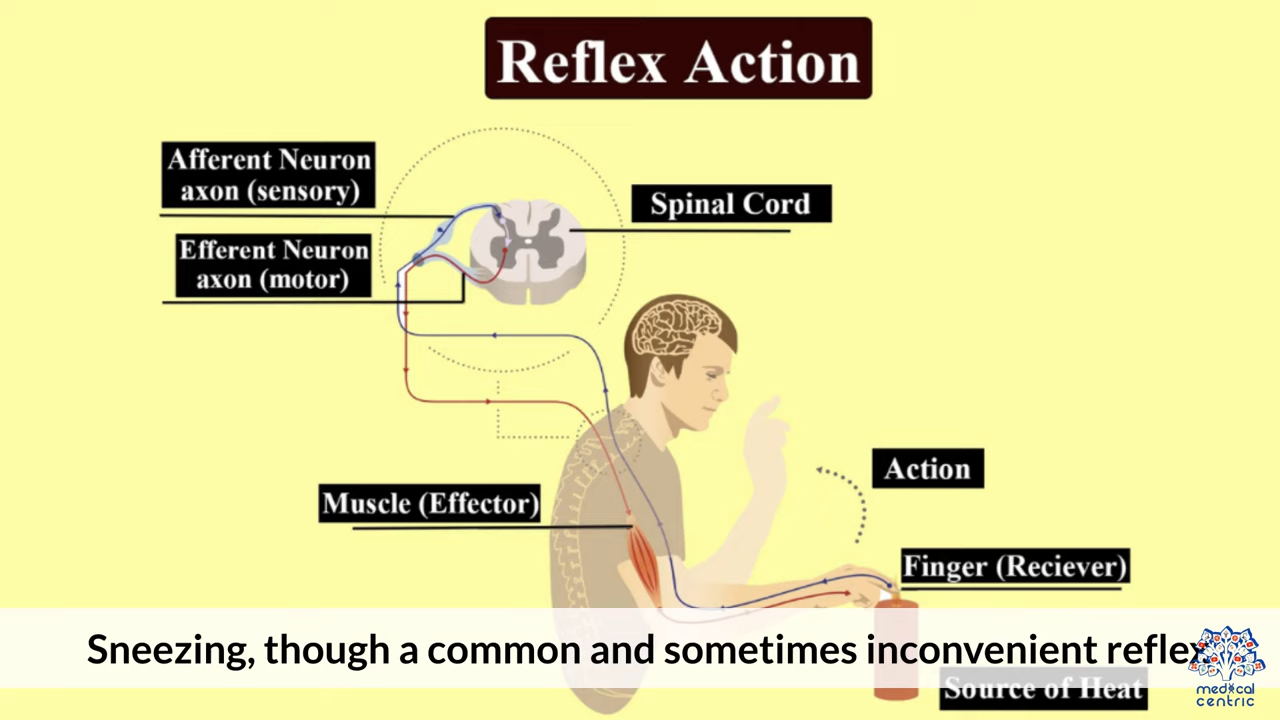 Reflex Action
Afferent Neuron
axon (sensory)
Spinal Cord
Efferent Neuron
axon (motor)
Action
Muscle (Effector)
Finger (Reciever)
Sneezing, though a common and sometimes inconvenient reflex,
Source of Heat
medical
centric